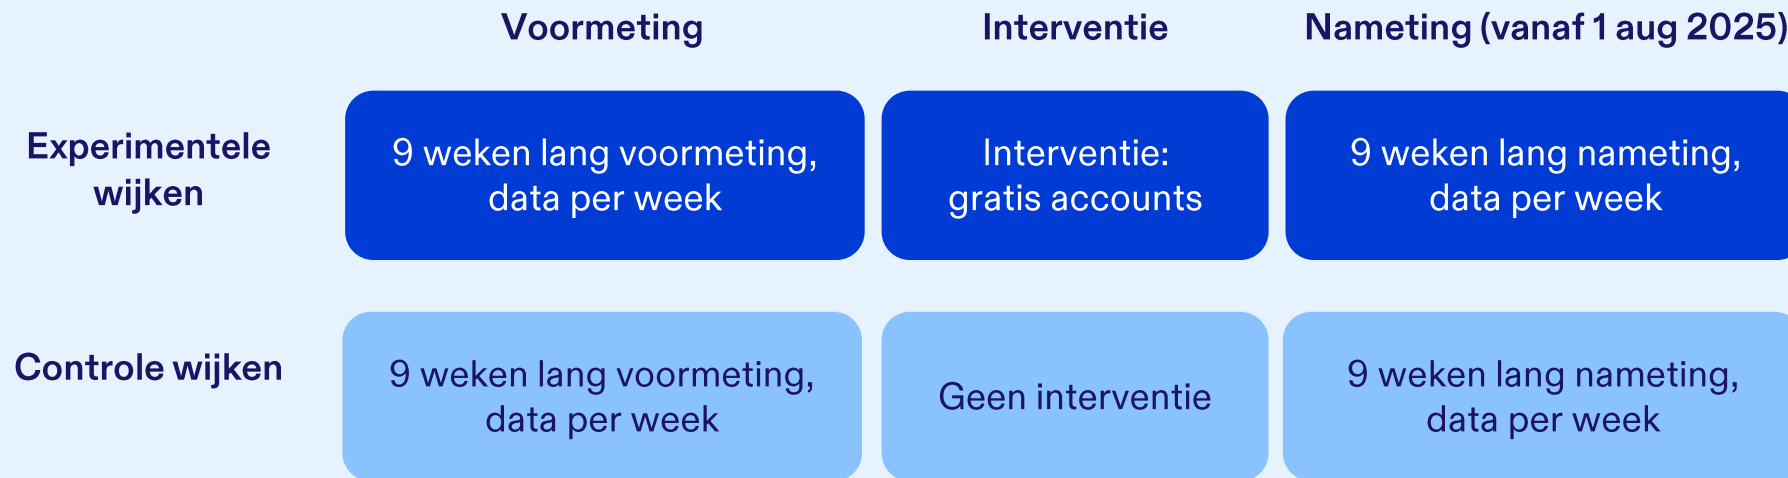 Voormeting
Interventie
Nameting (vanaf 1 aug 2025)
Experimentele
wijken
9 weken lang voormeting,
data per week
Interventie:
gratis accounts
9 weken lang nameting,
data per week
Controle wijken
9 weken lang voormeting,
data per week
Geen interventie
9 weken lang nameting,
data per week